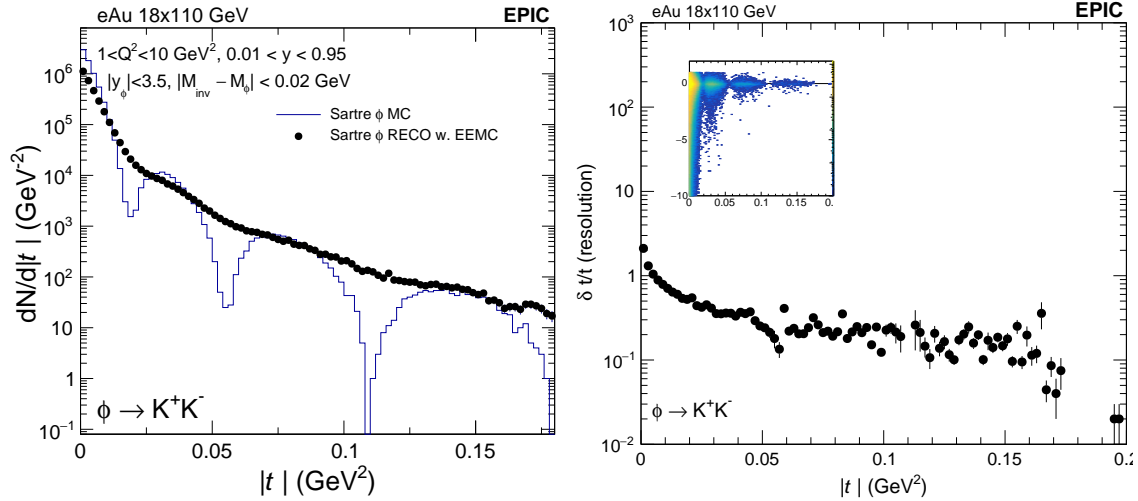 eAu 18x110 GeV EPIC
1<Q²<10 GeV², 0.01 < y < 0.95
|y_ϕ|<3.5, |M_inv − M_ϕ| < 0.02 GeV
Sartre ϕ MC
Sartre ϕ RECO w. EEMC
dN/d|t | (GeV⁻²)
10⁶
10⁵
10⁴
10³
10²
10
1
10⁻¹
ϕ → K⁺K⁻
0 0.05 0.1 0.15
|t | (GeV²)
eAu 18x110 GeV EPIC
δ t/t (resolution)
10³
10²
10
1
10⁻¹
10⁻²
0
−5
−10
0 0.05 0.1 0.15 0.2
ϕ → K⁺K⁻
0 0.05 0.1 0.15 0.2
|t | (GeV²)